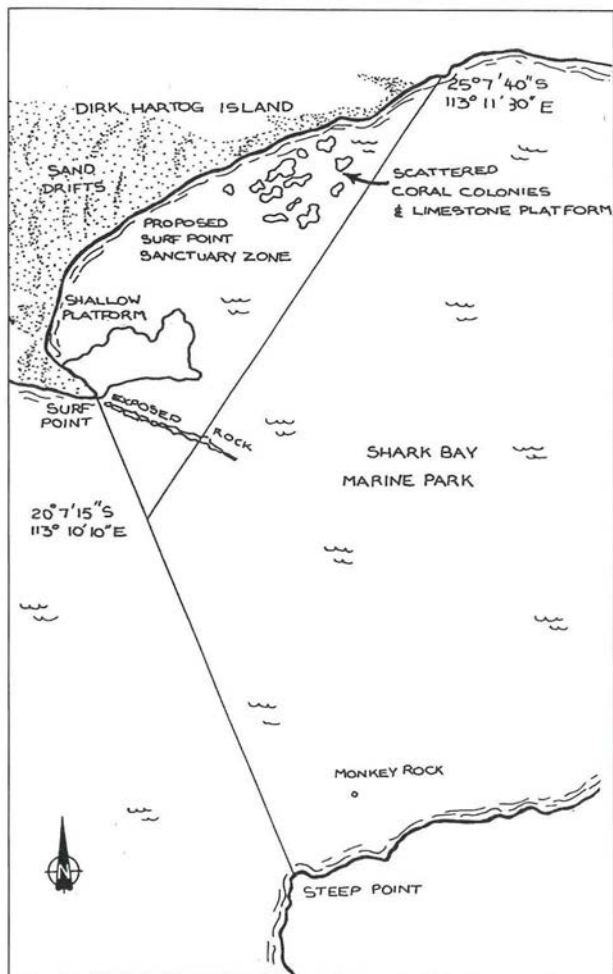 25°7'40"S
113°11'30"E
DIRK HARTOG ISLAND
SAND
DRIFTS
SCATTERED
CORAL COLONIES
& LIMESTONE PLATFORM
PROPOSED
SURF POINT
SANCTUARY ZONE
SHALLOW
PLATFORM
SURF
POINT
EXPOSED ROCK
SHARK BAY
MARINE PARK
20°7'15"S
113°10'10"E
MONKEY ROCK
N
STEEP POINT